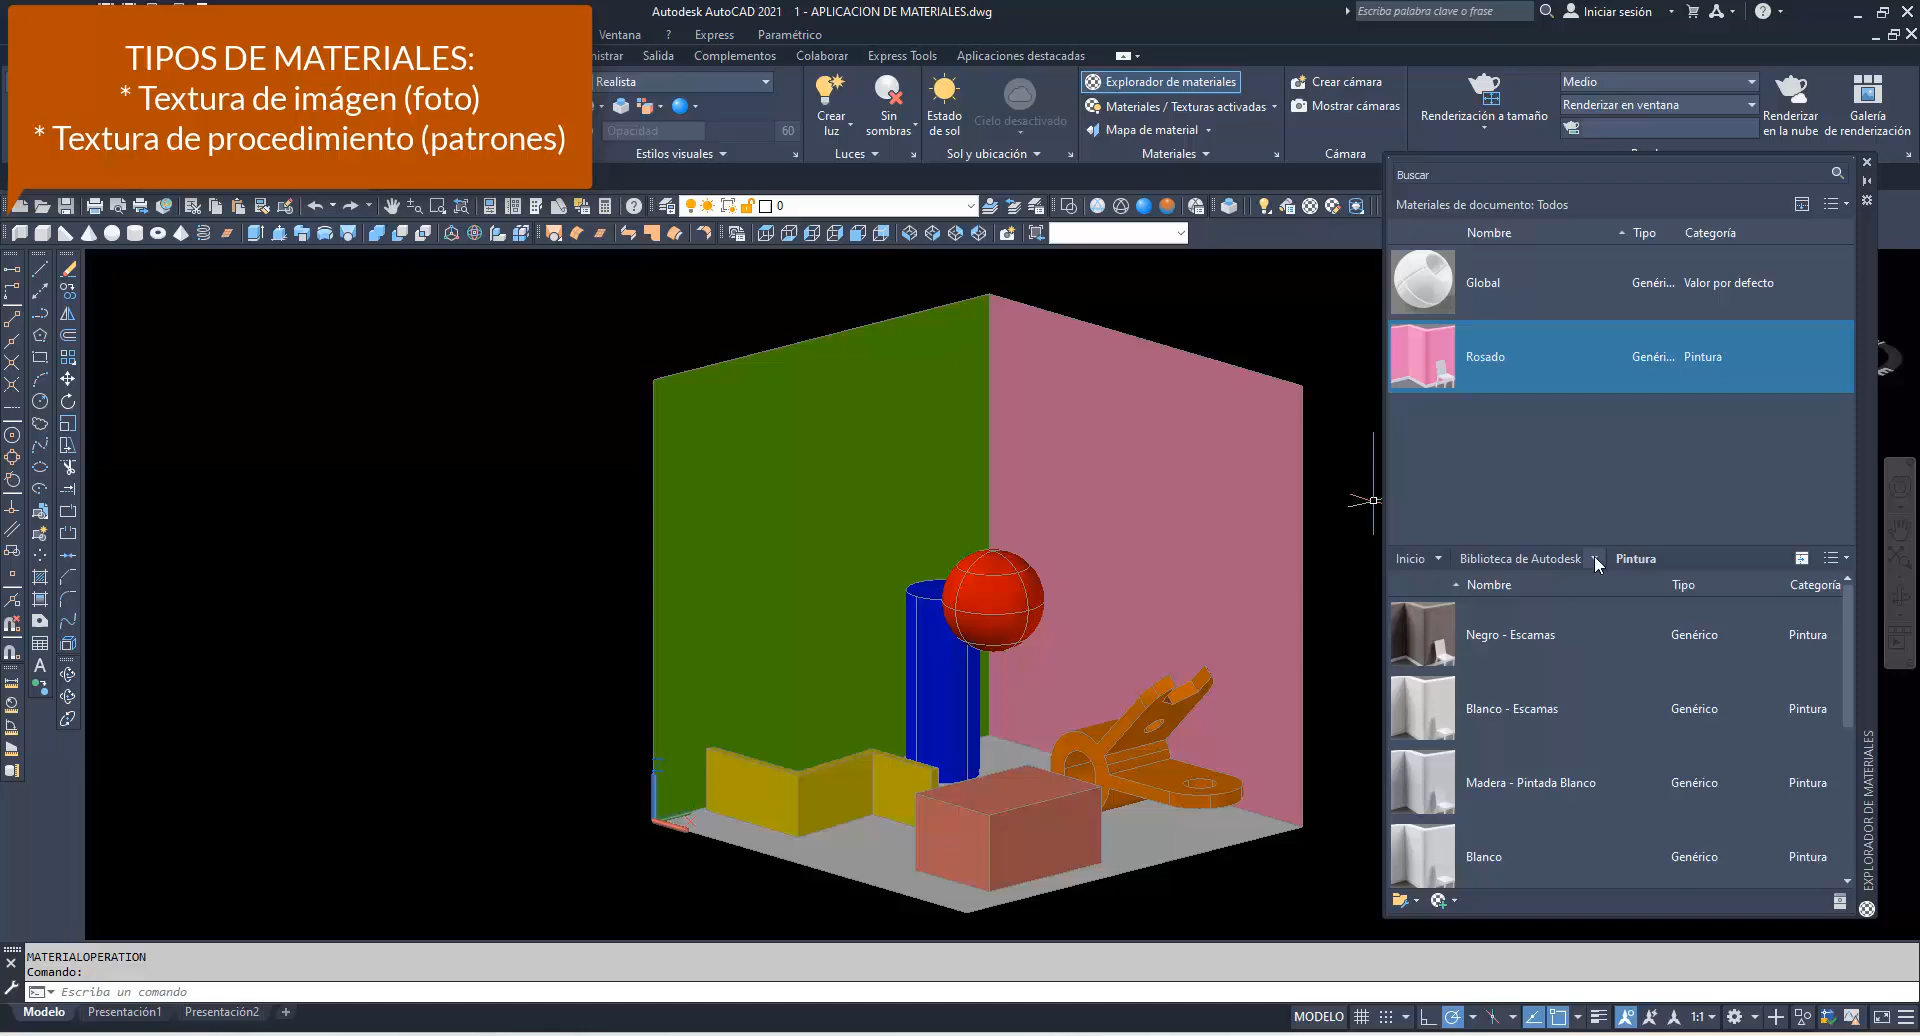 TIPOS DE MATERIALES:
* Textura de imágen (foto)
* Textura de procedimiento (patrones)
Autodesk AutoCAD 2021 1 - APLICACION DE MATERIALES.dwg
Escriba palabra clave o frase
Iniciar sesión
Ventana ? Express Paramétrico
Salida Complementos Colaborar Express Tools Aplicaciones destacadas
Realista
Opacidad 60
Estilos visuales
Crear luz
Sin sombras
Luces
Estado de sol
Cielo desactivado
Sol y ubicación
Explorador de materiales
Materiales / Texturas activadas
Mapa de material
Materiales
Crear cámara
Mostrar cámaras
Cámara
Renderización a tamaño
Medio
Renderizar en ventana
Renderizar en la nube
Galería de renderización
0
Buscar
Materiales de documento: Todos
Nombre Tipo Categoría
Global Genéri... Valor por defecto
Rosado Genéri... Pintura
Inicio Biblioteca de Autodesk Pintura
Nombre Tipo Categoría
Negro - Escamas Genérico Pintura
Blanco - Escamas Genérico Pintura
Madera - Pintada Blanco Genérico Pintura
Blanco Genérico Pintura
EXPLORADOR DE MATERIALES
MATERIALOPERATION
Comando:
Escriba un comando
Modelo Presentación1 Presentación2 +
MODELO 1:1